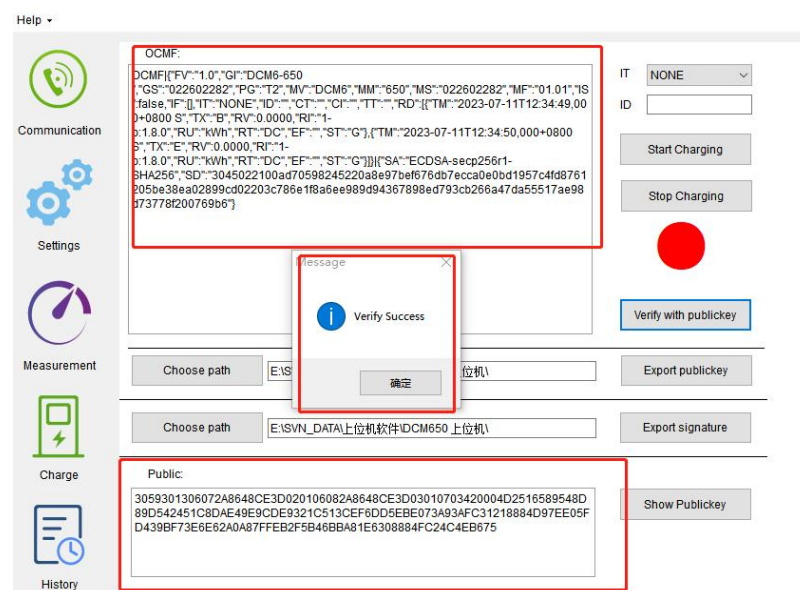 Help
OCMF:
OCMF|{"FV":"1.0","GI":"DCM6-650
","GS":"022602282","PG":"T2","MV":"DCM6","MM":"650","MS":"022602282","MF":"01.01","IS
":false,"IF":[],"IT":"NONE","ID":"","CT":"","CI":"","TT":"","RD":[{"TM":"2023-07-11T12:34:49,00
0+0800 S","TX":"B","RV":0.0000,"RI":"1-
b:1.8.0","RU":"kWh","RT":"DC","EF":"","ST":"G"},{"TM":"2023-07-11T12:34:50,000+0800
S","TX":"E","RV":0.0000,"RI":"1-
b:1.8.0","RU":"kWh","RT":"DC","EF":"","ST":"G"}]}|{"SA":"ECDSA-secp256r1-
SHA256","SD":"3045022100ad70598245220a8e97bef676db7ecca0e0bd1957c4fd8761
205be38ea02899cd02203c786e1f8a6ee989d94367898ed793cb266a47da55517ae98
d73778f200769b6"}
IT NONE
ID
Communication
Start Charging
Stop Charging
Settings
Message
Verify Success
确定
Verify with publickey
Measurement
Choose path
E:\S
位机\
Export publickey
Choose path
E:\SVN_DATA\上位机软件\DCM650 上位机\
Export signature
Charge
Public:
3059301306072A8648CE3D020106082A8648CE3D03010703420004D2516589548D
89D542451C8DAE49E9CDE9321C513CEF6DD5EBE073A93AFC31218884D97EE05F
D439BF73E6E62A0A87FFEB2F5B46BBA81E6308884FC24C4EB675
Show Publickey
History